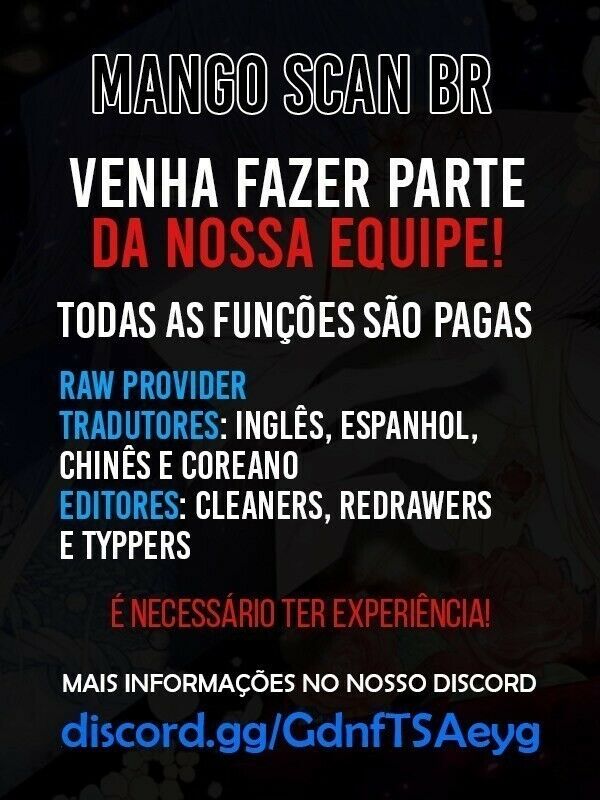 MANGO SCAN BR
VENHA FAZER PARTE
DA NOSSA EQUIPE!
TODAS AS FUNÇÕES SÃO PAGAS
RAW PROVIDER
TRADUTORES: INGLÊS, ESPANHOL,
CHINÊS E COREANO
EDITORES: CLEANERS, REDRAWERS
E TYPPERS
É NECESSÁRIO TER EXPERIÊNCIA!
MAIS INFORMAÇÕES NO NOSSO DISCORD
discord.gg/GdnfTSAeyg